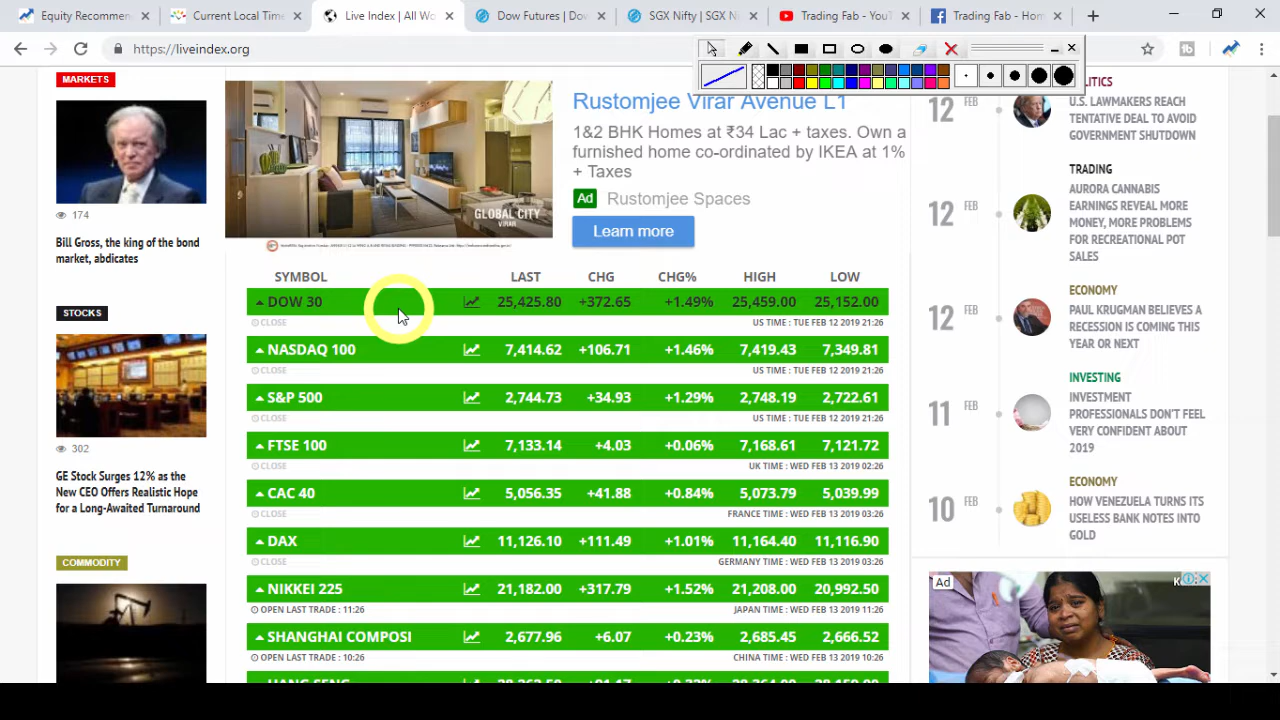 Equity Recommen
Current Local Time
Live Index | All Wo
Dow Futures | Dow
SGX Nifty | SGX N
Trading Fab - YouT
Trading Fab - Hom
https://liveindex.org
MARKETS
174
Bill Gross, the king of the bond
market, abdicates
STOCKS
302
GE Stock Surges 12% as the
New CEO Offers Realistic Hope
for a Long-Awaited Turnaround
COMMODITY
GLOBAL CITY
VIRAR
Rustomjee Virar Avenue L1
1&2 BHK Homes at ₹34 Lac + taxes. Own a
furnished home co-ordinated by IKEA at 1%
+ Taxes
Ad Rustomjee Spaces
Learn more
SYMBOL LAST CHG CHG% HIGH LOW
DOW 30 25,425.80 +372.65 +1.49% 25,459.00 25,152.00
CLOSE US TIME : TUE FEB 12 2019 21:26
NASDAQ 100 7,414.62 +106.71 +1.46% 7,419.43 7,349.81
CLOSE US TIME : TUE FEB 12 2019 21:26
S&P 500 2,744.73 +34.93 +1.29% 2,748.19 2,722.61
CLOSE US TIME : TUE FEB 12 2019 21:26
FTSE 100 7,133.14 +4.03 +0.06% 7,168.61 7,121.72
CLOSE UK TIME : WED FEB 13 2019 02:26
CAC 40 5,056.35 +41.88 +0.84% 5,073.79 5,039.99
CLOSE FRANCE TIME : WED FEB 13 2019 03:26
DAX 11,126.10 +111.49 +1.01% 11,164.40 11,116.90
CLOSE GERMANY TIME : WED FEB 13 2019 03:26
NIKKEI 225 21,182.00 +317.79 +1.52% 21,208.00 20,992.50
OPEN LAST TRADE : 11:26 JAPAN TIME : WED FEB 13 2019 11:26
SHANGHAI COMPOSI 2,677.96 +6.07 +0.23% 2,685.45 2,666.52
OPEN LAST TRADE : 10:26 CHINA TIME : WED FEB 13 2019 10:26
POLITICS
12 FEB
U.S. LAWMAKERS REACH
TENTATIVE DEAL TO AVOID
GOVERNMENT SHUTDOWN
TRADING
12 FEB
AURORA CANNABIS
EARNINGS REVEAL MORE
MONEY, MORE PROBLEMS
FOR RECREATIONAL POT
SALES
ECONOMY
12 FEB
PAUL KRUGMAN BELIEVES A
RECESSION IS COMING THIS
YEAR OR NEXT
INVESTING
11 FEB
INVESTMENT
PROFESSIONALS DON'T FEEL
VERY CONFIDENT ABOUT
2019
ECONOMY
10 FEB
HOW VENEZUELA TURNS ITS
USELESS BANK NOTES INTO
GOLD
Ad